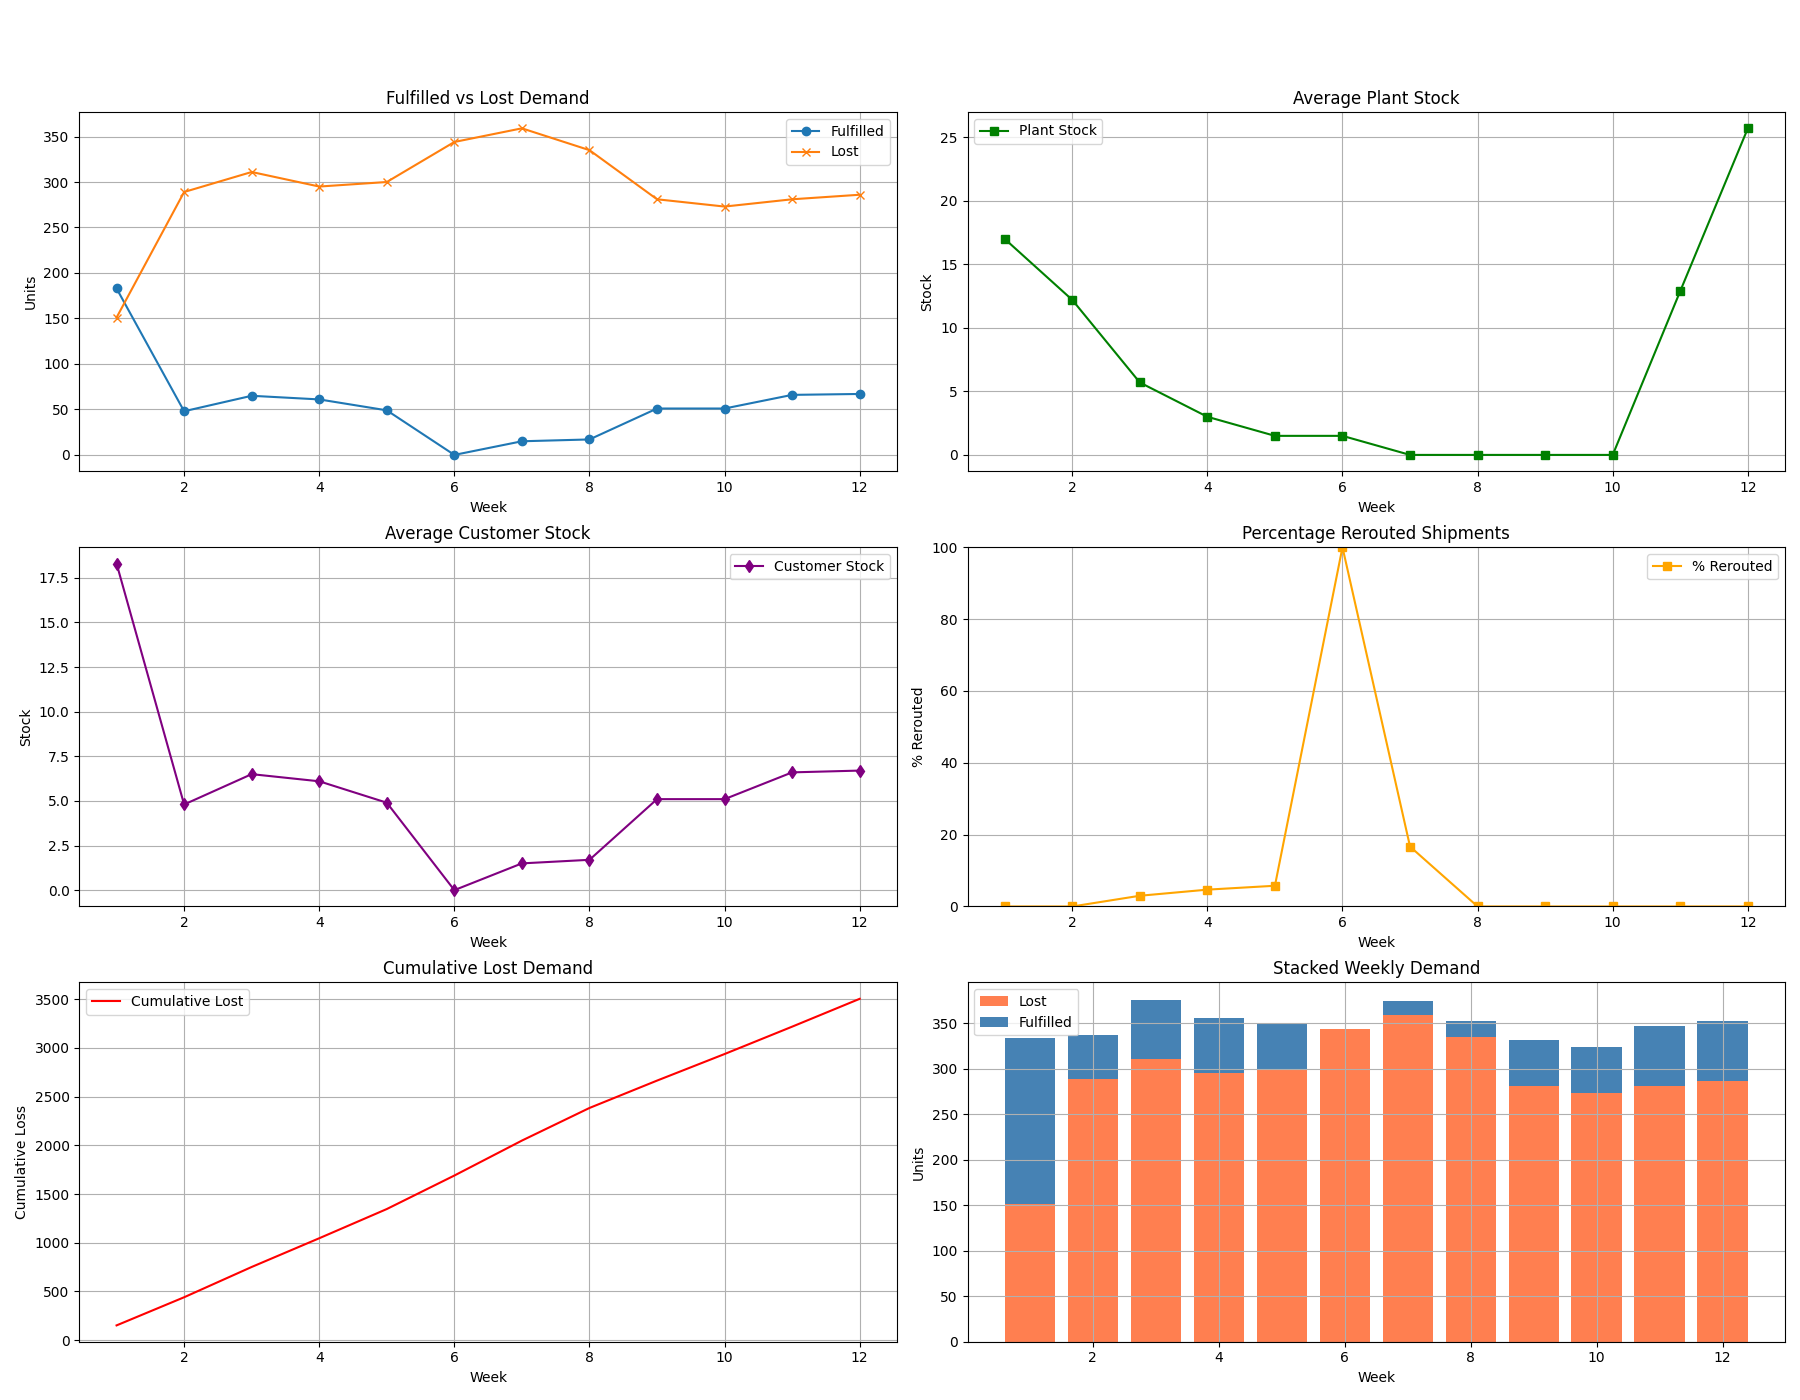 Fulfilled vs Lost Demand
Units
350
300
250
200
150
100
50
0
Fulfilled
Lost
2 4 6 8 10 12
Week
Average Plant Stock
Stock
25
20
15
10
5
0
Plant Stock
2 4 6 8 10 12
Week
Average Customer Stock
Stock
17.5
15.0
12.5
10.0
7.5
5.0
2.5
0.0
Customer Stock
2 4 6 8 10 12
Week
Percentage Rerouted Shipments
% Rerouted
100
80
60
40
20
0
% Rerouted
2 4 6 8 10 12
Week
Cumulative Lost Demand
Cumulative Loss
3500
3000
2500
2000
1500
1000
500
0
Cumulative Lost
2 4 6 8 10 12
Week
Stacked Weekly Demand
Units
350
300
250
200
150
100
50
0
Lost
Fulfilled
2 4 6 8 10 12
Week